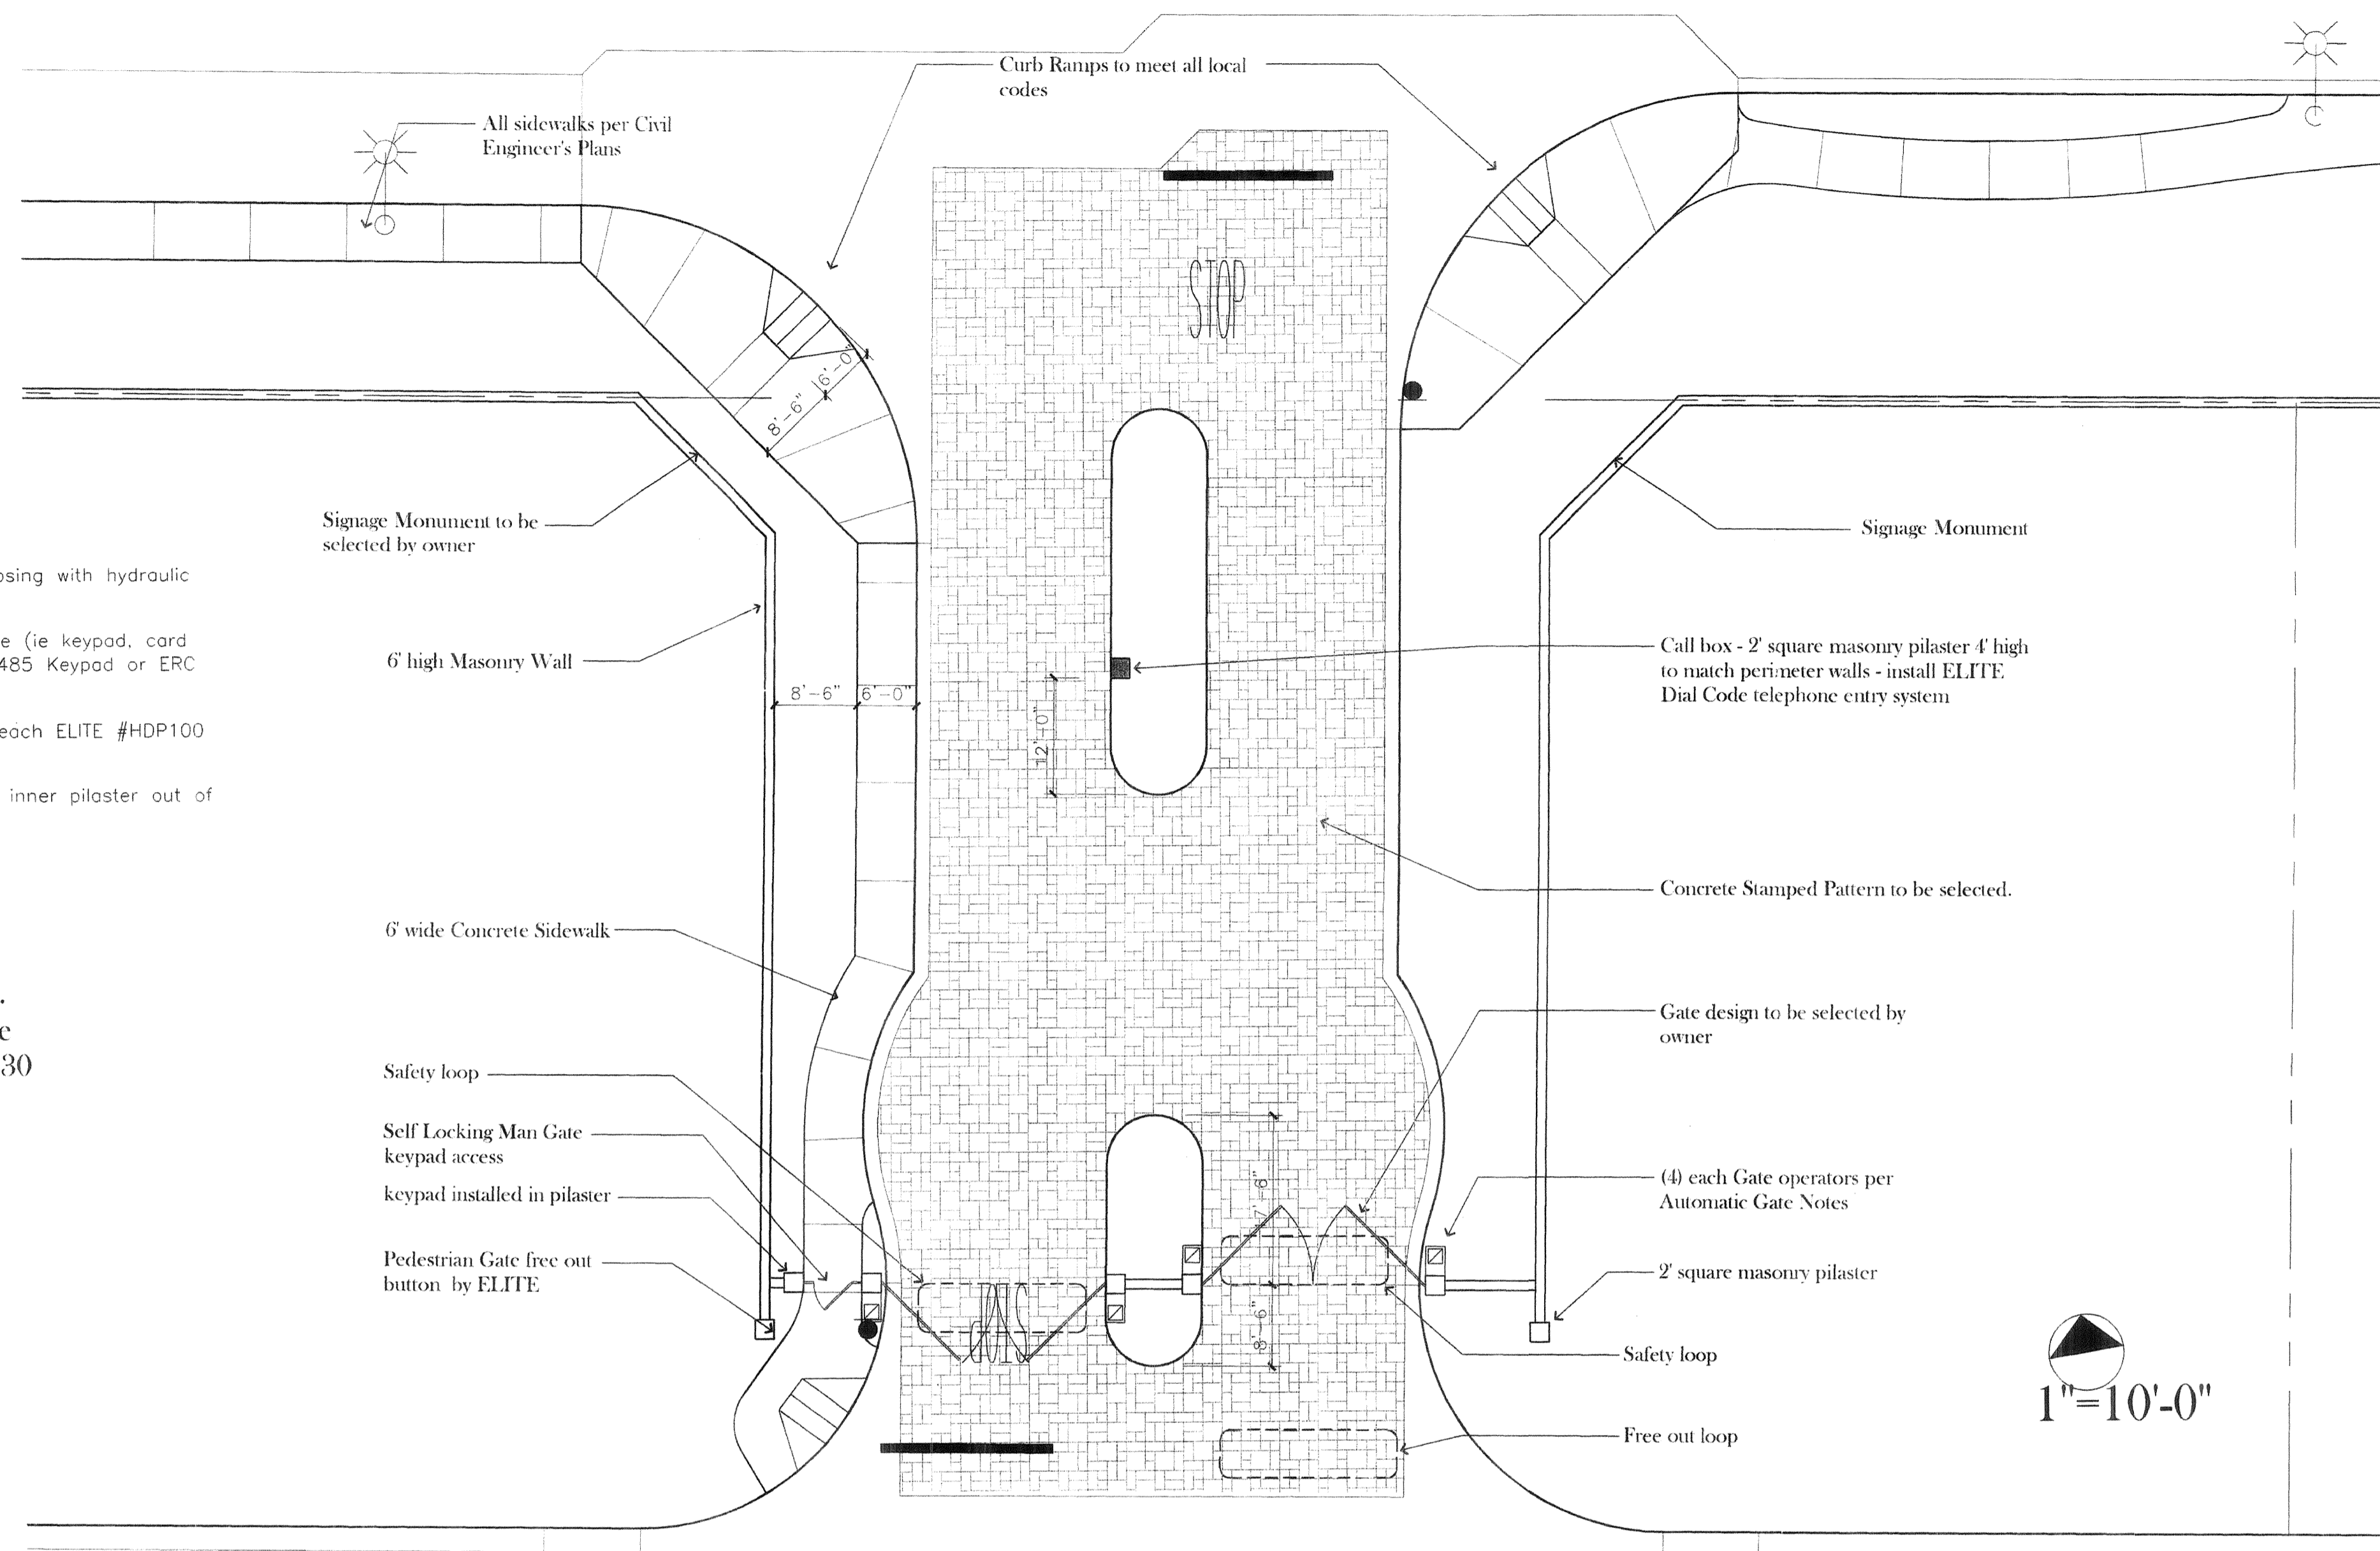 Curb Ramps to meet all local
codes
All sidewalks per Civil
Engineer's Plans
STOP
6'-0"
8'-6"
Signage Monument to be
selected by owner
Signage Monument
osing with hydraulic
e (ie keypad, card
485 Keypad or ERC
each ELITE #HDP100
inner pilaster out of
6' high Masonry Wall
8'-6"
6'-0"
12'-0"
Call box - 2' square masonry pilaster 4' high
to match perimeter walls - install ELITE
Dial Code telephone entry system
Concrete Stamped Pattern to be selected.
6' wide Concrete Sidewalk
.
e
30
Gate design to be selected by
owner
Safety loop
Self Locking Man Gate
keypad access
keypad installed in pilaster
Pedestrian Gate free out
button by ELITE
(4) each Gate operators per
Automatic Gate Notes
2' square masonry pilaster
8'-6"
STOP
Safety loop
Free out loop
1"=10'-0"